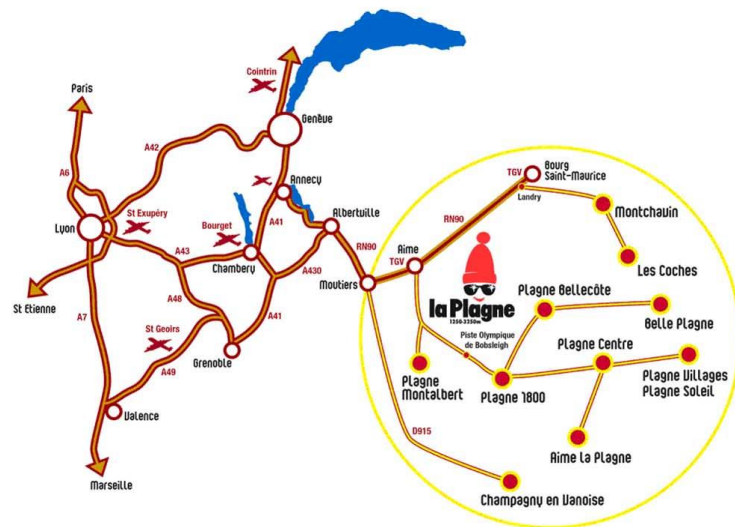 Cointrin
Paris
Genève
A42
A6
Annecy
TGV
Bourg
Saint-Maurice
Landry
St Exupéry
Bourget
A41
Albertville
RN90
Montchavin
Lyon
A43
Chambery
A430
RN90
Aime
TGV
Les Coches
Moutiers
A48
St Etienne
A7
A41
la Plagne
1250-3250m
Plagne Bellecôte
Belle Plagne
St Geoirs
Piste Olympique
de Bobsleigh
Plagne Centre
Grenoble
A49
Plagne
Montalbert
Plagne 1800
Plagne Villages
Plagne Soleil
Valence
D915
Aime la Plagne
Marseille
Champagny en Vanoise